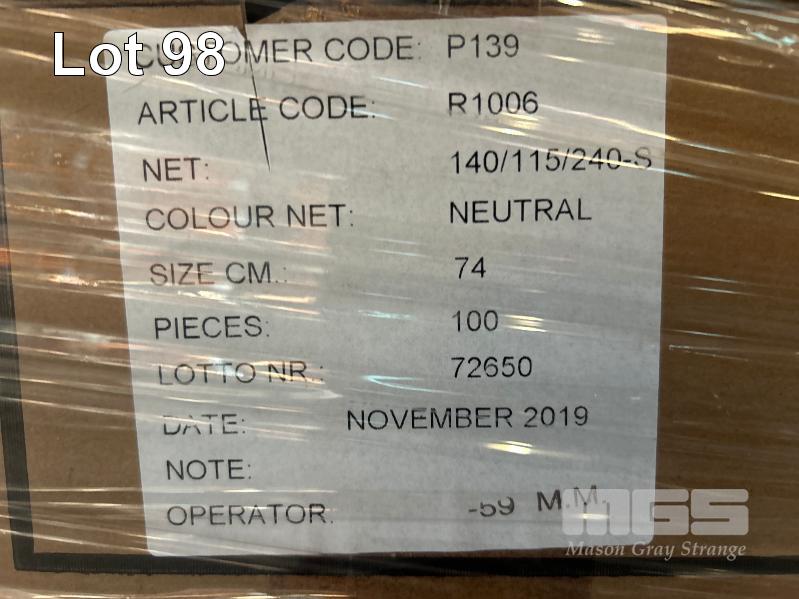 Lot 98
CUSTOMER CODE: P139
ARTICLE CODE: R1006
NET: 140/115/240-S
COLOUR NET: NEUTRAL
SIZE CM.: 74
PIECES: 100
LOTTO NR.: 72650
DATE: NOVEMBER 2019
NOTE:
OPERATOR. -59 M.M.
MGS
Mason Gray Strange